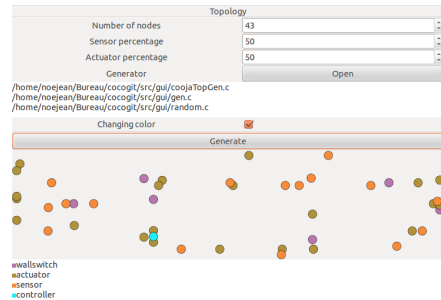 Topology
Number of nodes 43
Sensor percentage 50
Actuator percentage 50
Generator Open
/home/noejean/Bureau/cocogit/src/gui/coojaTopGen.c
/home/noejean/Bureau/cocogit/src/gui/gen.c
/home/noejean/Bureau/cocogit/src/gui/random.c
Changing color
Generate
wallswitch
actuator
sensor
controller